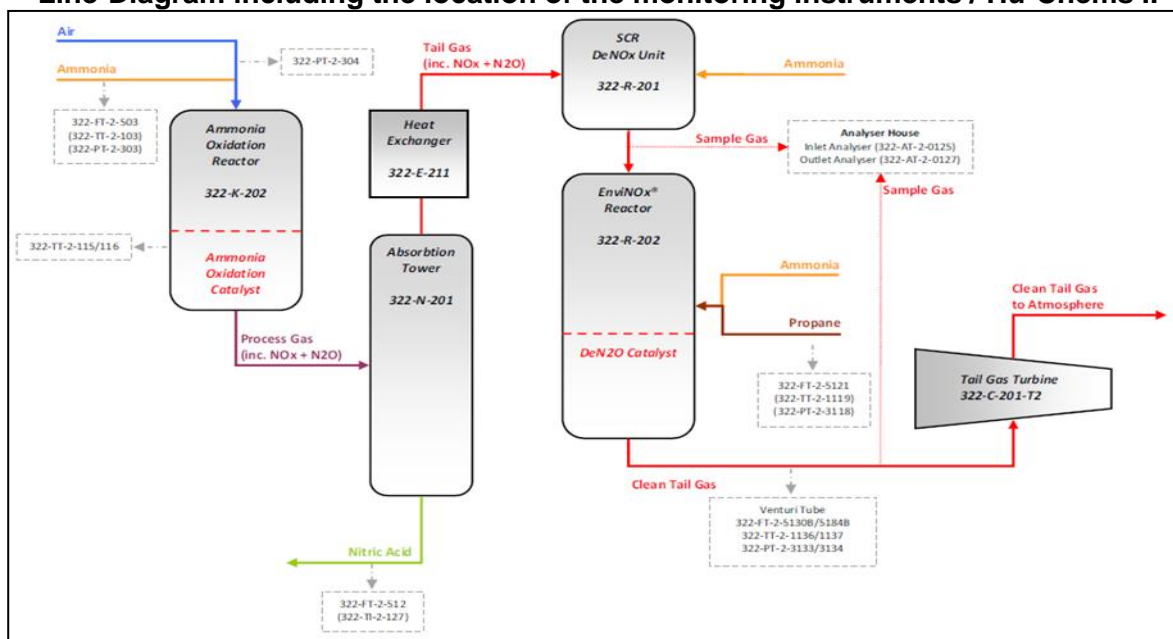 Line Diagram including the location of the monitoring instruments / Hu-Chems II.
Air
322-PT-2-304
Ammonia
322-FT-2-503
(322-TT-2-103)
(322-PT-2-303)
Ammonia
Oxidation
Reactor
322-K-202
322-TT-2-115/116
Ammonia
Oxidation
Catalyst
Process Gas
(inc. NOx + N2O)
Tail Gas
(inc. NOx + N2O)
Heat
Exchanger
322-E-211
Absorbtion
Tower
322-N-201
Nitric Acid
322-FT-2-512
(322-TI-2-127)
SCR
DeNOx Unit
322-R-201
Ammonia
Sample Gas
Analyser House
Inlet Analyser (322-AT-2-0125)
Outlet Analyser (322-AT-2-0127)
Sample Gas
EnviNOx® 
Reactor
322-R-202
Ammonia
Propane
DeN2O Catalyst
322-FT-2-5121
(322-TT-2-1119)
(322-PT-2-3118)
Clean Tail Gas
to Atmosphere
Tail Gas Turbine
322-C-201-T2
Clean Tail Gas
Venturi Tube
322-FT-2-5130B/5184B
322-TT-2-1136/1137
322-PT-2-3133/3134